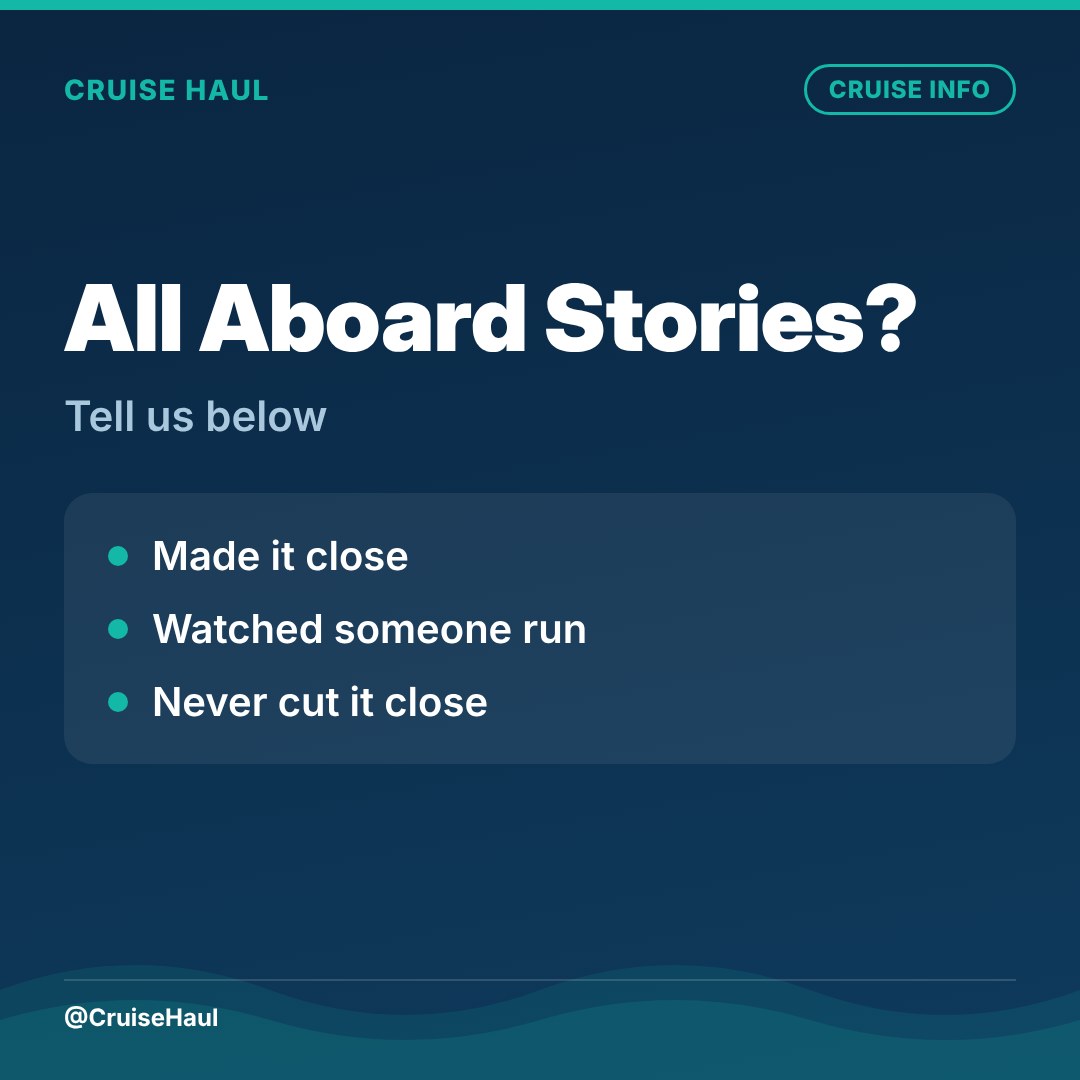 CRUISE HAUL
CRUISE INFO
All Aboard Stories?
Tell us below
Made it close
Watched someone run
Never cut it close
@CruiseHaul